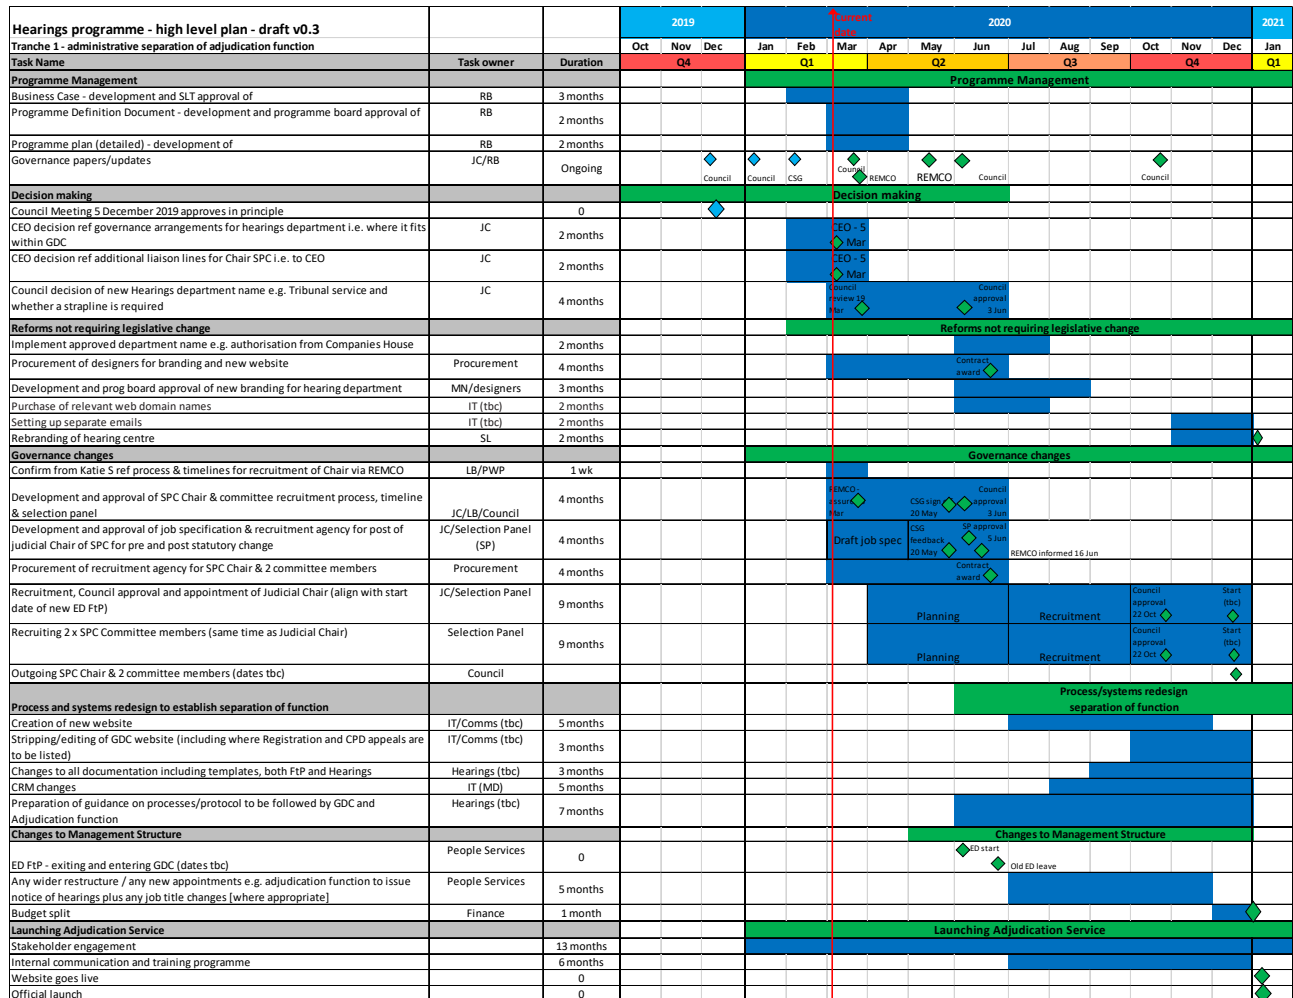 Hearings programme - high level plan - draft v0.3
2019
Current
date
2020
2021
Tranche 1 - administrative separation of adjudication function
Oct Nov Dec Jan Feb Mar Apr May Jun Jul Aug Sep Oct Nov Dec Jan
Task Name Task owner Duration Q4 Q1 Q2 Q3 Q4 Q1
Programme Management Programme Management
Business Case - development and SLT approval of RB 3 months
Programme Definition Document - development and programme board approval of RB 2 months
Programme plan (detailed) - development of RB 2 months
Governance papers/updates JC/RB Ongoing
Council Council CSG Council REMCO REMCO Council Council
Decision making Decision making
Council Meeting 5 December 2019 approves in principle 0
CEO decision ref governance arrangements for hearings department i.e. where it fits
within GDC
JC 2 months
CEO - 5
Mar
CEO decision ref additional liaison lines for Chair SPC i.e. to CEO JC 2 months
CEO - 5
Mar
Council decision of new Hearings department name e.g. Tribunal service and
whether a strapline is required
JC 4 months
Council
review 19
Mar
Council
approval
3 Jun
Reforms not requiring legislative change Reforms not requiring legislative change
Implement approved department name e.g. authorisation from Companies House 2 months
Procurement of designers for branding and new website Procurement 4 months
Contract
award
Development and prog board approval of new branding for hearing department MN/designers 3 months
Purchase of relevant web domain names IT (tbc) 2 months
Setting up separate emails IT (tbc) 2 months
Rebranding of hearing centre SL 2 months
Governance changes Governance changes
Confirm from Katie S ref process & timelines for recruitment of Chair via REMCO LB/PWP 1 wk
Development and approval of SPC Chair & committee recruitment process, timeline
& selection panel
JC/LB/Council 4 months
REMCO -
Mar
CSG sign
20 May
Council
approval
3 Jun
Development and approval of job specification & recruitment agency for post of
judicial Chair of SPC for pre and post statutory change
JC/Selection Panel
(SP)
4 months
Draft job spec
CSG
feedback
20 May
SP approval
5 Jun
REMCO informed 16 Jun
Procurement of recruitment agency for SPC Chair & 2 committee members Procurement 4 months
Contract
award
Recruitment, Council approval and appointment of Judicial Chair (align with start
date of new ED FtP)
JC/Selection Panel 9 months
Planning Recruitment
Council
approval
22 Oct
Start
(tbc)
Recruiting 2 x SPC Committee members (same time as Judicial Chair) Selection Panel 9 months
Planning Recruitment
Council
approval
22 Oct
Start
(tbc)
Outgoing SPC Chair & 2 committee members (dates tbc) Council
Process and systems redesign to establish separation of function
Process/systems redesign
separation of function
Creation of new website IT/Comms (tbc) 5 months
Stripping/editing of GDC website (including where Registration and CPD appeals are
to be listed)
IT/Comms (tbc) 3 months
Changes to all documentation including templates, both FtP and Hearings Hearings (tbc) 3 months
CRM changes IT (MD) 5 months
Preparation of guidance on processes/protocol to be followed by GDC and
Adjudication function
Hearings (tbc) 7 months
Changes to Management Structure Changes to Management Structure
ED FtP - exiting and entering GDC (dates tbc) People Services 0
ED start
Old ED leave
Any wider restructure / any new appointments e.g. adjudication function to issue
notice of hearings plus any job title changes [where appropriate]
People Services 5 months
Budget split Finance 1 month
Launching Adjudication Service Launching Adjudication Service
Stakeholder engagement 13 months
Internal communication and training programme 6 months
Website goes live 0
Official launch 0